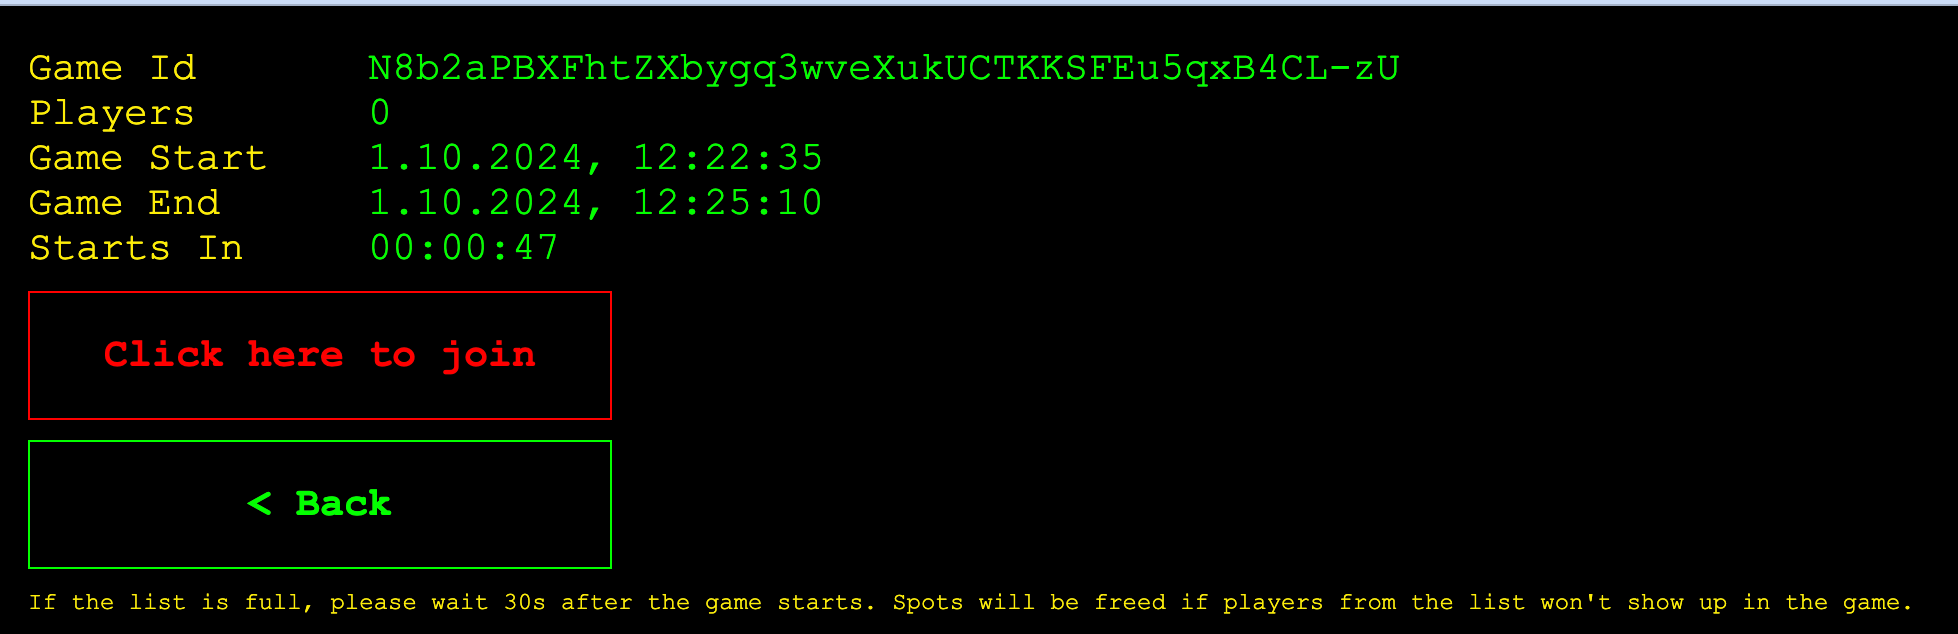 Game Id N8b2aPBXFhtZXbygq3wveXukUCTKKSFEu5qxB4CL-zU
Players 0
Game Start 1.10.2024, 12:22:35
Game End 1.10.2024, 12:25:10
Starts In 00:00:47
Click here to join
< Back
If the list is full, please wait 30s after the game starts. Spots will be freed if players from the list won't show up in the game.